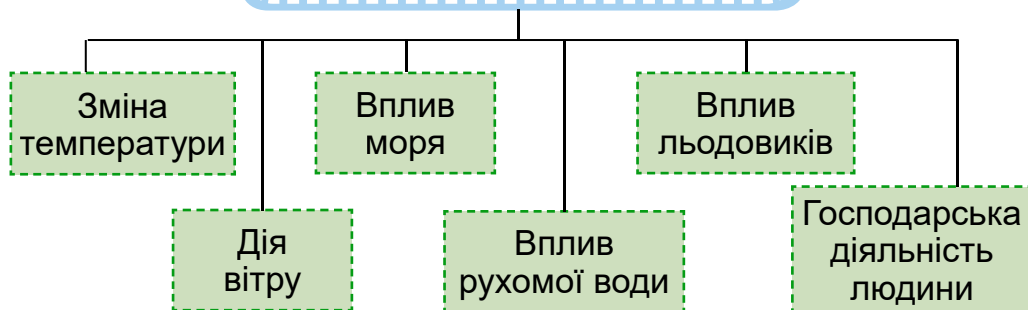 Зміна
температури
Вплив
моря
Вплив
льодовиків
Дія
вітру
Вплив
рухомої води
Господарська
діяльність
людини